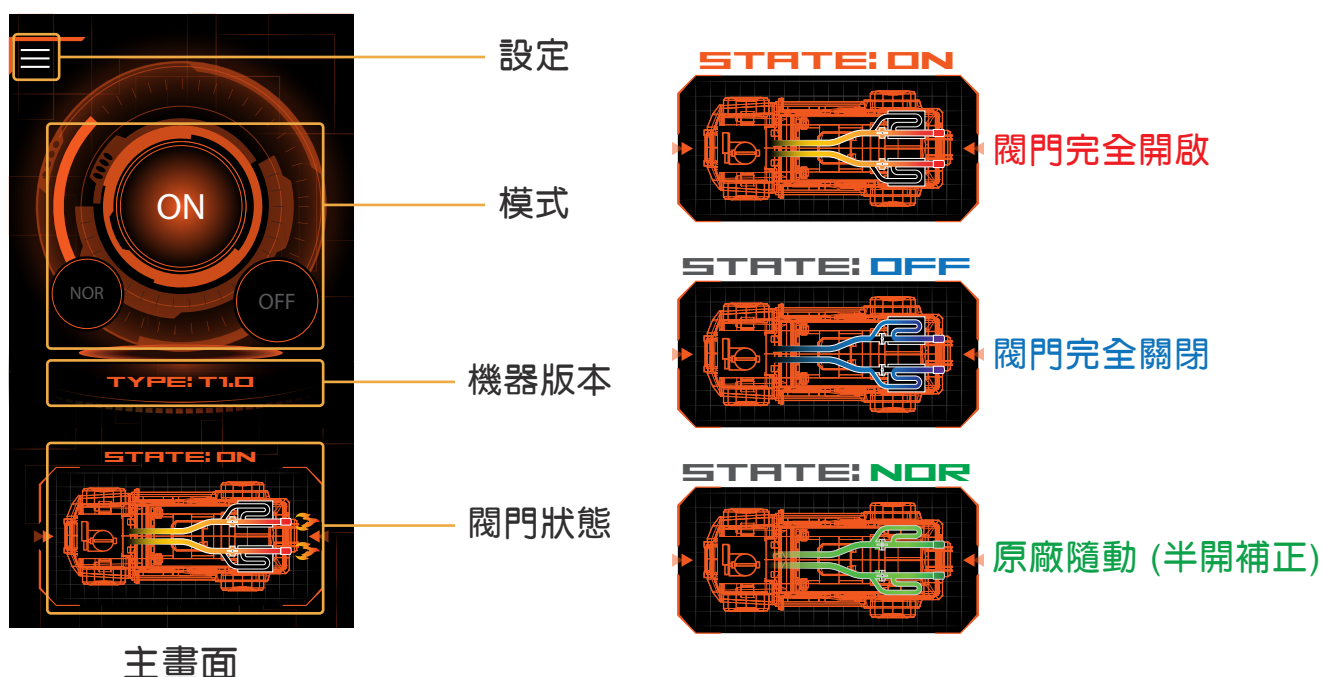 設定
ON
模式
NOR
OFF
TYPE: T1.0
機器版本
STATE: ON
閥門狀態
主畫面
STATE: ON
閥門完全開啟
STATE: OFF
閥門完全關閉
STATE: NOR
原廠隨動 (半開補正)